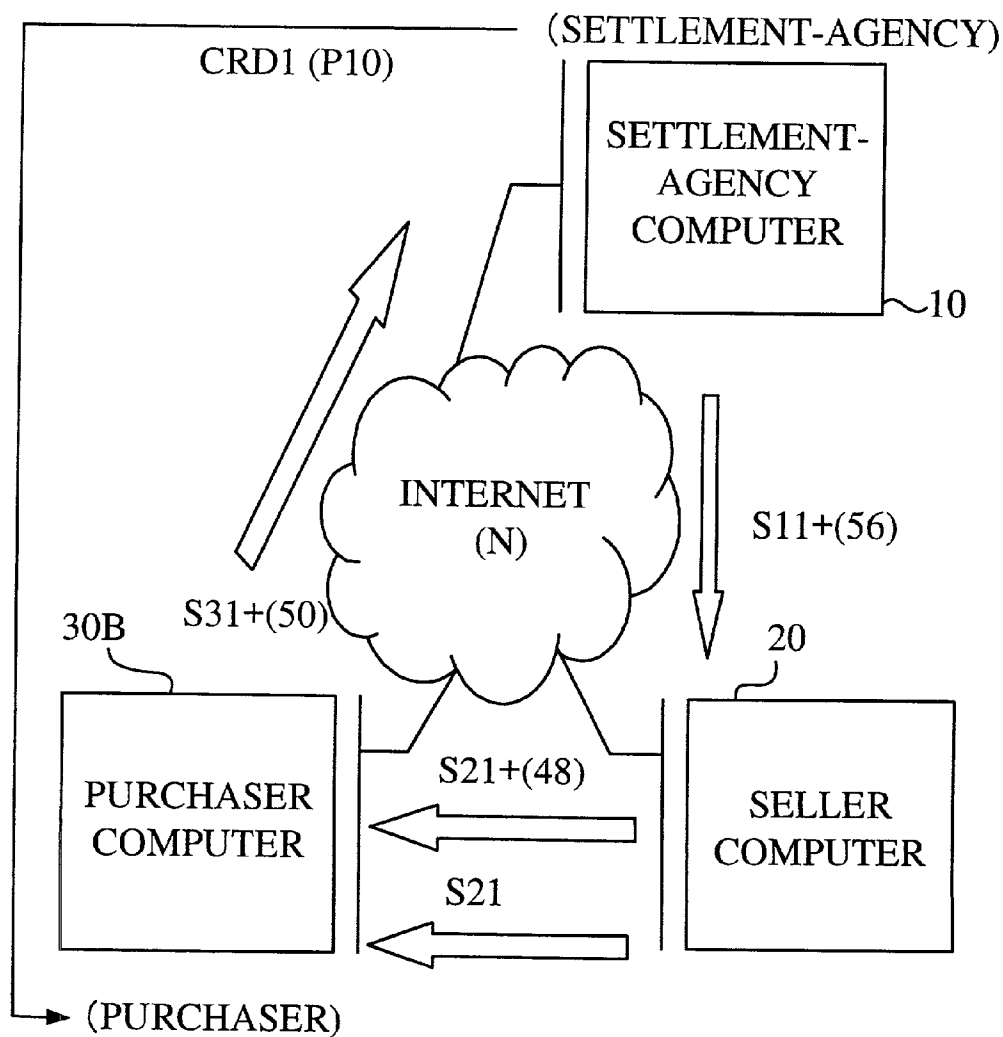 (SETTLEMENT-AGENCY)
CRD1 (P10)
SETTLEMENT-
AGENCY
COMPUTER
10
INTERNET
(N)
S11+(56)
S31+(50)
30B
20
PURCHASER
COMPUTER
S21+(48)
SELLER
COMPUTER
S21
(PURCHASER)